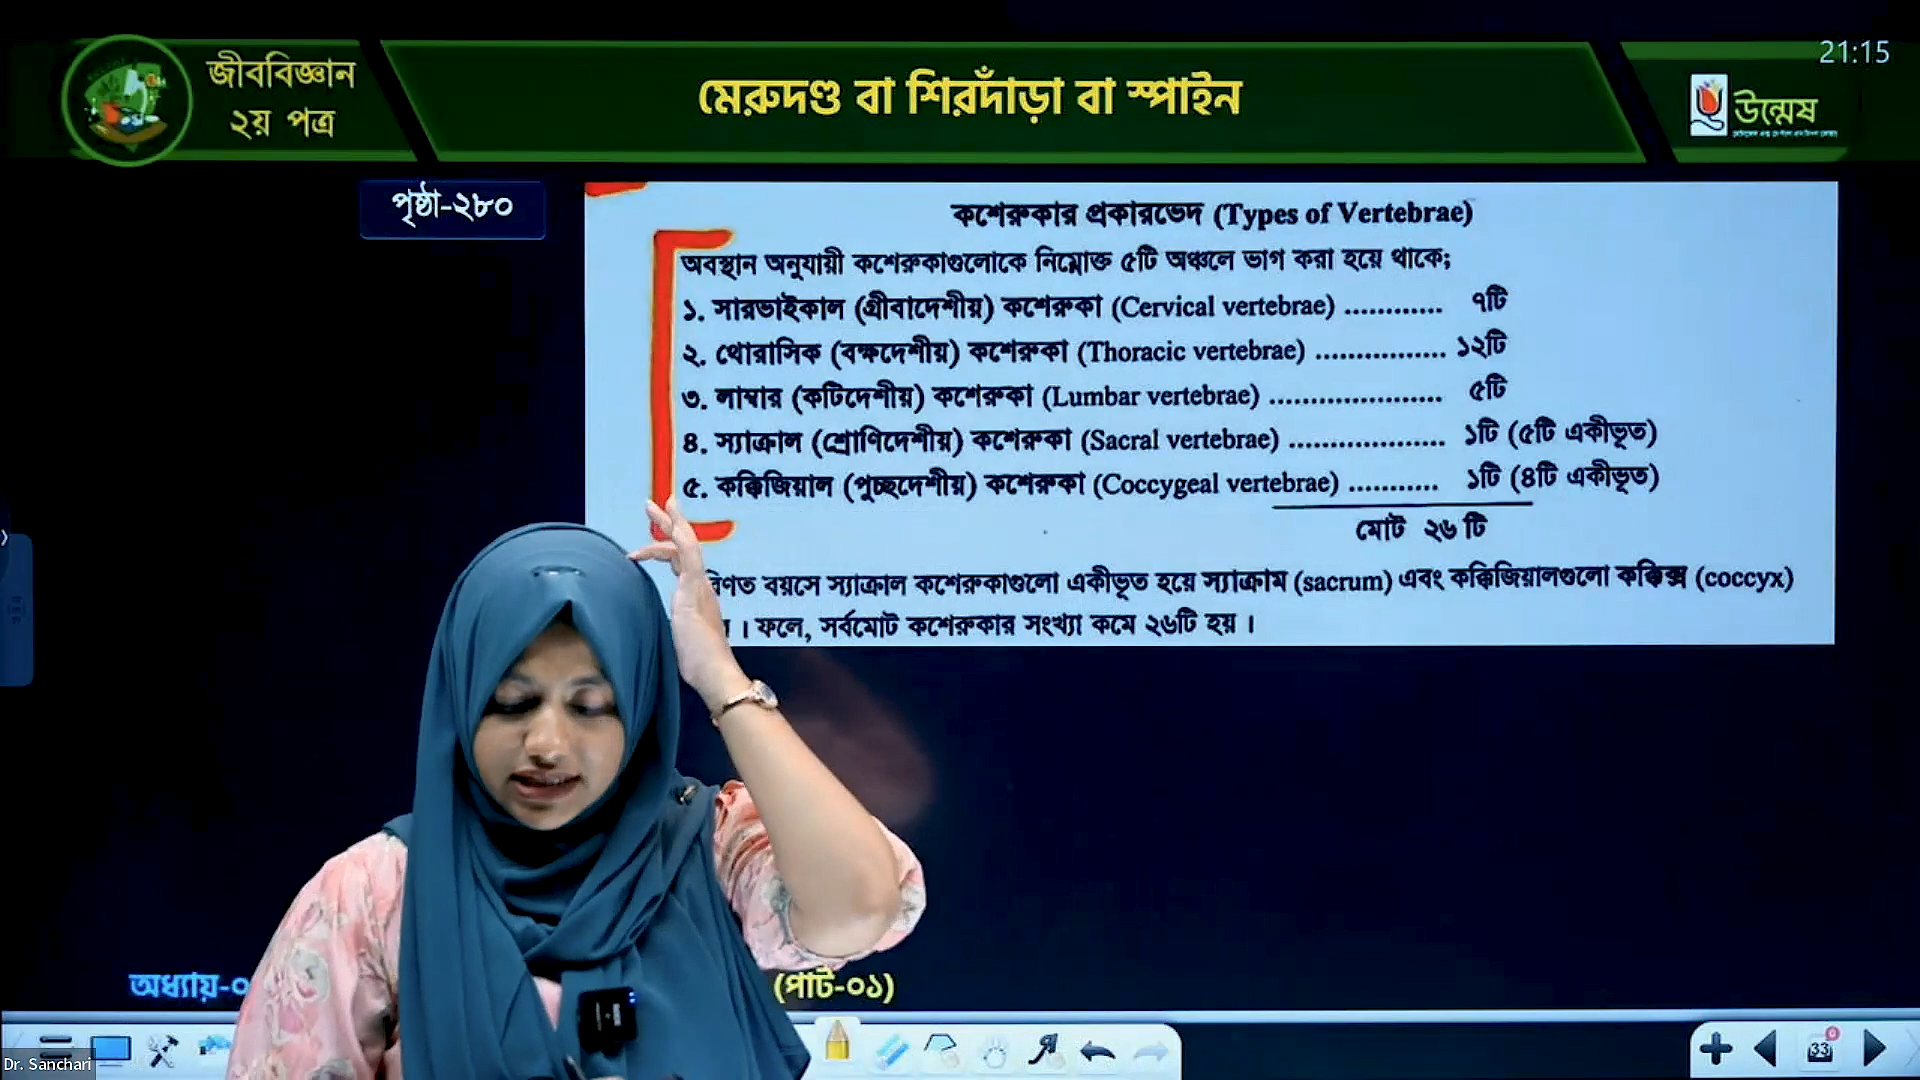 জীববিজ্ঞান
২য় পত্র
মেরুদণ্ড বা শিরদাঁড়া বা স্পাইন
21:15
উন্মেষ
পৃষ্ঠা-২৮০
কশেরুকার প্রকারভেদ (Types of Vertebrae)
অবস্থান অনুযায়ী কশেরুকাগুলোকে নিম্নোক্ত ৫টি অঞ্চলে ভাগ করা হয়ে থাকে;
১. সারভাইকাল (গ্রীবাদেশীয়) কশেরুকা (Cervical vertebrae) ............ ৭টি
২. থোরাসিক (বক্ষদেশীয়) কশেরুকা (Thoracic vertebrae) ................ ১২টি
৩. লাম্বার (কটিদেশীয়) কশেরুকা (Lumbar vertebrae) ..................... ৫টি
৪. স্যাক্রাল (শ্রোণিদেশীয়) কশেরুকা (Sacral vertebrae) ................... ১টি (৫টি একীভূত)
৫. কক্কিজিয়াল (পুচ্ছদেশীয়) কশেরুকা (Coccygeal vertebrae) ........... ১টি (৪টি একীভূত)
মোট ২৬ টি
বয়সে স্যাক্রাল কশেরুকাগুলো একীভূত হয়ে স্যাক্রাম (sacrum) এবং কক্কিজিয়ালগুলো কক্কিক্স (coccyx)
। ফলে, সর্বমোট কশেরুকার সংখ্যা কমে ২৬টি হয়।
অধ্যায়-০ (পার্ট-০১)
33
0
Dr. Sanchari